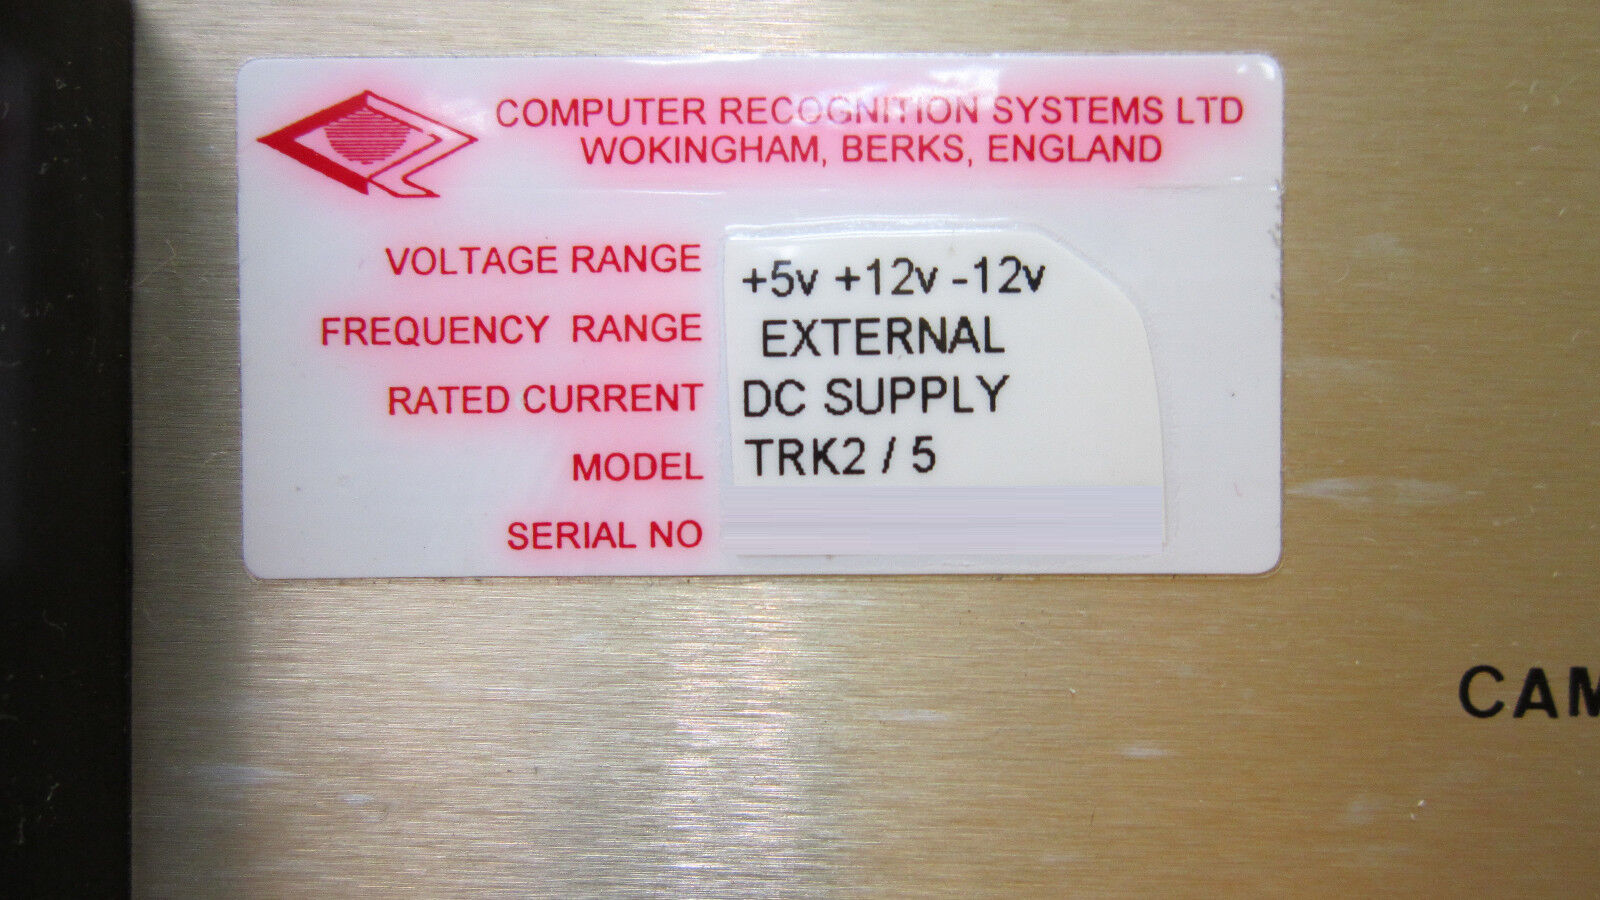 COMPUTER RECOGNITION SYSTEMS LTD
WOKINGHAM, BERKS, ENGLAND
VOLTAGE RANGE +5v +12v -12v
FREQUENCY RANGE EXTERNAL
RATED CURRENT DC SUPPLY
MODEL TRK2 / 5
SERIAL NO
CAM